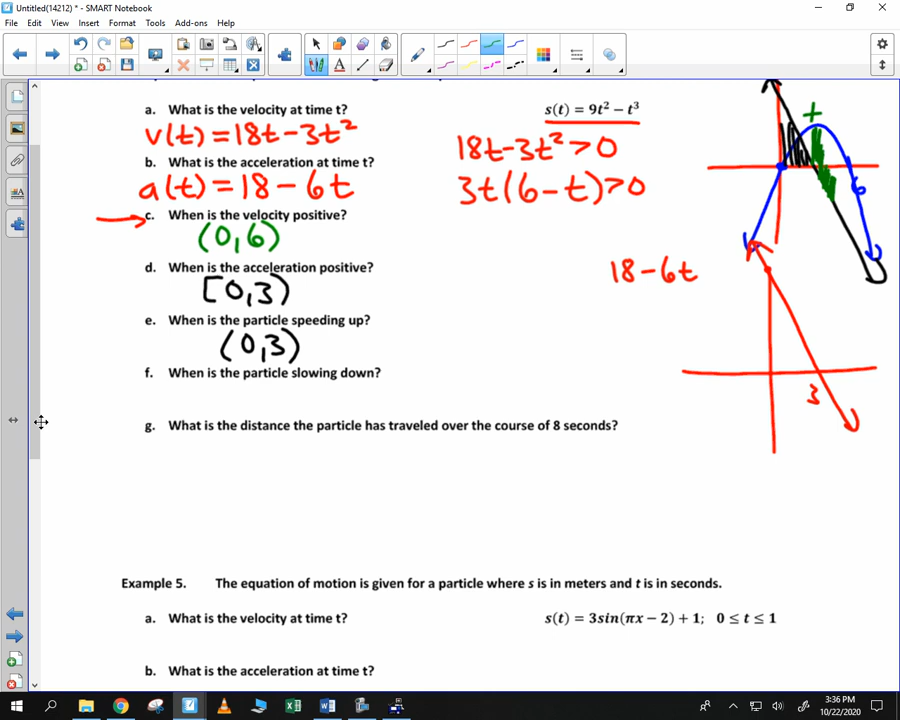 Untitled(14212) * - SMART Notebook
File Edit View Insert Format Tools Add-ons Help
a. What is the velocity at time t? s(t) = 9t² − t³
v(t) = 18t − 3t² 18t − 3t² > 0
b. What is the acceleration at time t?
a(t) = 18 − 6t 3t(6 − t) > 0
c. When is the velocity positive?
(0,6)
d. When is the acceleration positive?
[0,3)
18 − 6t
e. When is the particle speeding up?
(0,3)
f. When is the particle slowing down?
g. What is the distance the particle has traveled over the course of 8 seconds?
+
6
3
Example 5. The equation of motion is given for a particle where s is in meters and t is in seconds.
a. What is the velocity at time t? s(t) = 3sin(πx − 2) + 1; 0 ≤ t ≤ 1
b. What is the acceleration at time t?
3:36 PM
10/22/2020